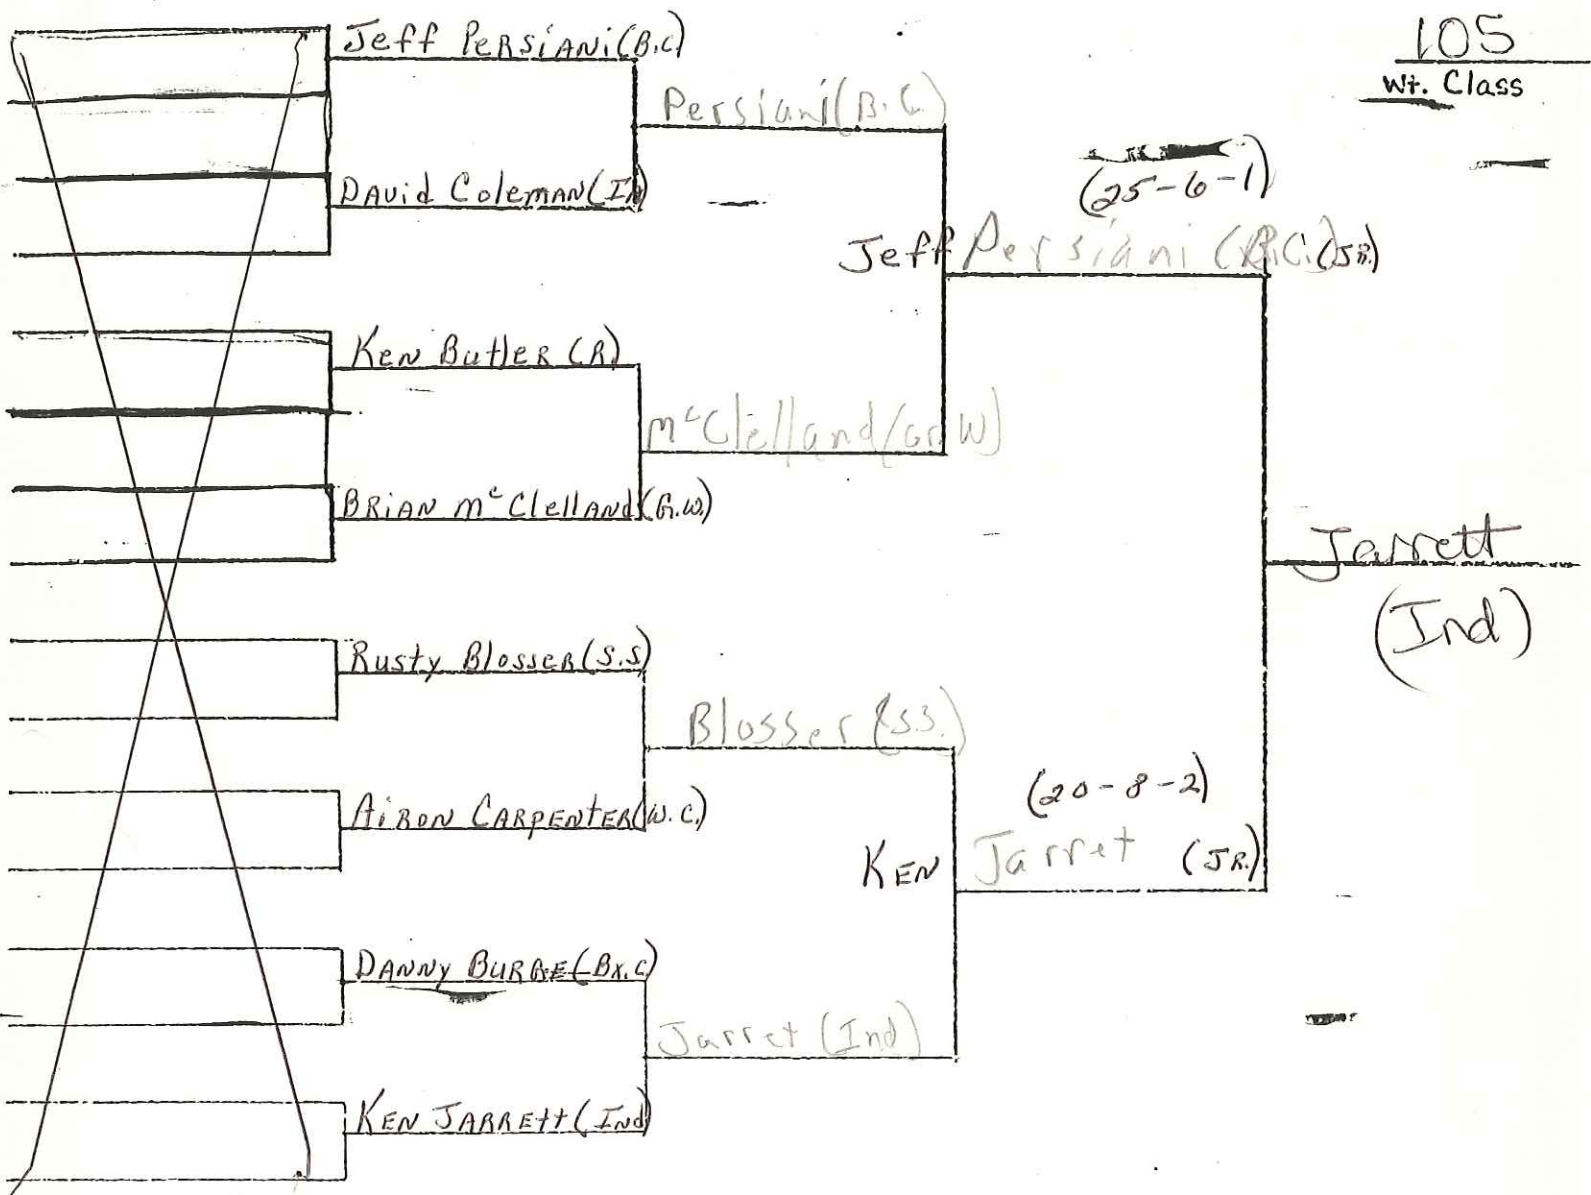 105
Wt. Class
Jeff Persiani (B.C)
Persiani (B.C.)
(25-6-1)
David Coleman (In)
Jeff Persiani (B.C.) (JR.)
Ken Butler (R)
McClelland (G.W)
Brian McClelland (G.W.)
Jarrett
(Ind)
Rusty Blosser (S.S)
Blosser (S.S.)
Airon Carpenter (W.C.)
(20-8-2)
Ken Jarret (JR.)
Danny Burge (Bx.C)
Jarret (Ind)
Ken Jarrett (Ind)